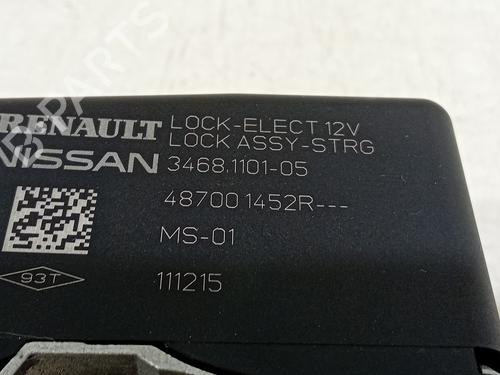 RENAULT LOCK-ELECT 12V
NISSAN LOCK ASSY-STRG
3468.1101-05
487001452R---
MS-01
93T
111215